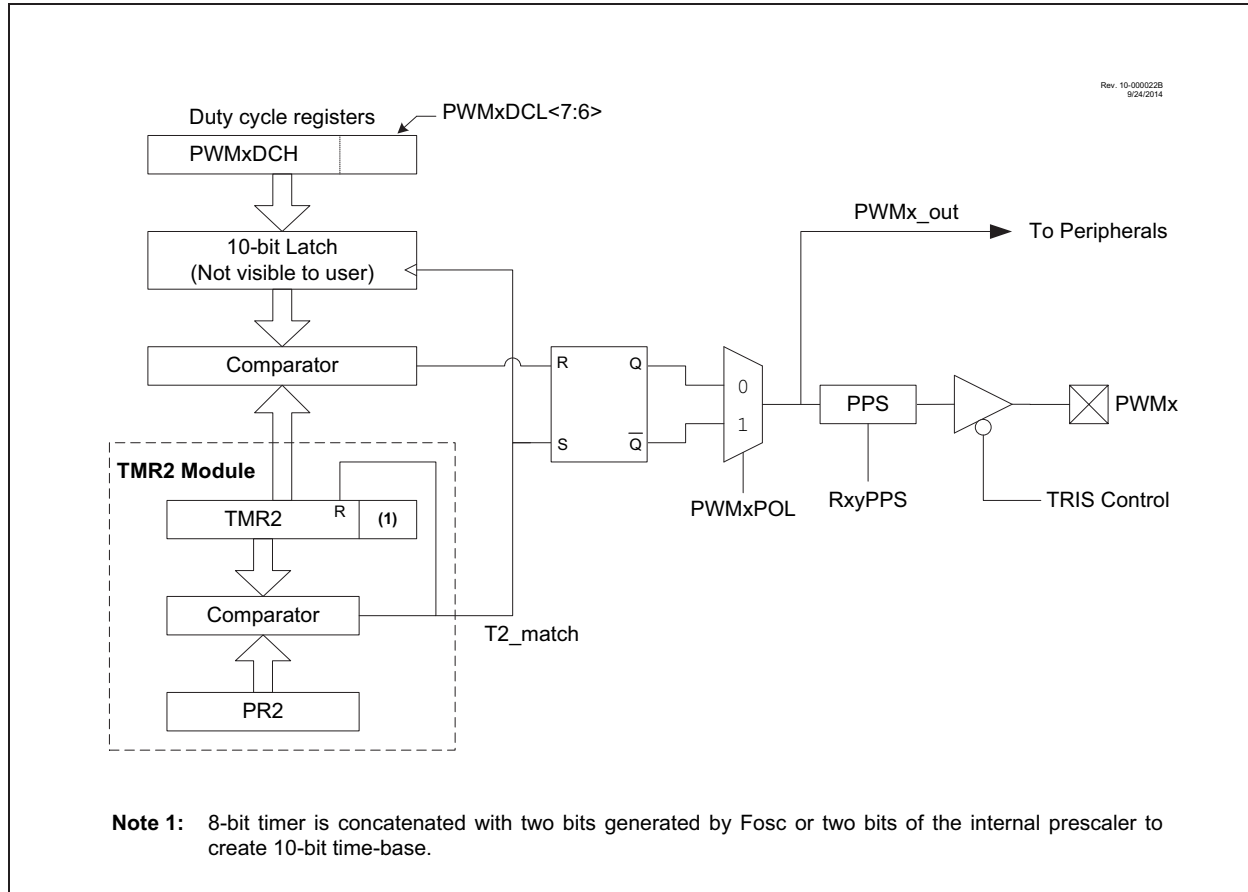 Rev. 10-000022B
9/24/2014
Duty cycle registers
PWMxDCL<7:6>
PWMxDCH
10-bit Latch
(Not visible to user)
Comparator
PWMx_out
To Peripherals
R
Q
S
Q̅
0
1
PPS
PWMx
PWMxPOL
RxyPPS
TRIS Control
TMR2 Module
TMR2
R
(1)
Comparator
T2_match
PR2
Note 1: 8-bit timer is concatenated with two bits generated by Fosc or two bits of the internal prescaler to
create 10-bit time-base.